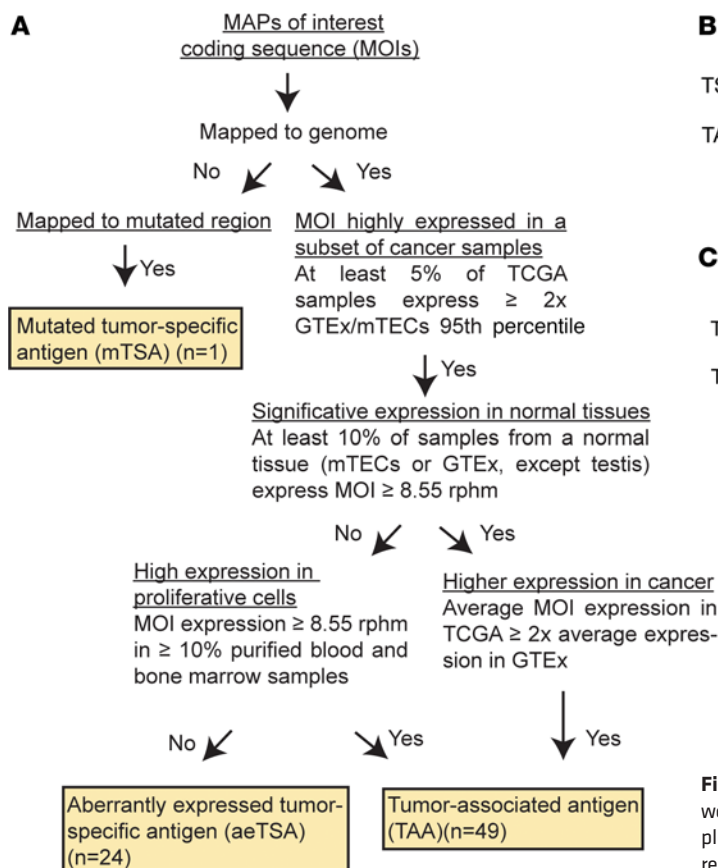 A
MAPs of interest
coding sequence (MOIs)
Mapped to genome
No
Yes
Mapped to mutated region
Yes
Mutated tumor-specific
antigen (mTSA) (n=1)
MOI highly expressed in a
subset of cancer samples
At least 5% of TCGA
samples express ≥ 2x
GTEx/mTECs 95th percentile
Yes
Significative expression in normal tissues
At least 10% of samples from a normal
tissue (mTECs or GTEx, except testis)
express MOI ≥ 8.55 rphm
No
Yes
High expression in
proliferative cells
MOI expression ≥ 8.55 rphm
in ≥ 10% purified blood and
bone marrow samples
Higher expression in cancer
Average MOI expression in
TCGA ≥ 2x average expres-
sion in GTEx
No
Yes
Yes
Aberrantly expressed tumor-
specific antigen (aeTSA)
(n=24)
Tumor-associated antigen
(TAA)(n=49)
B
C